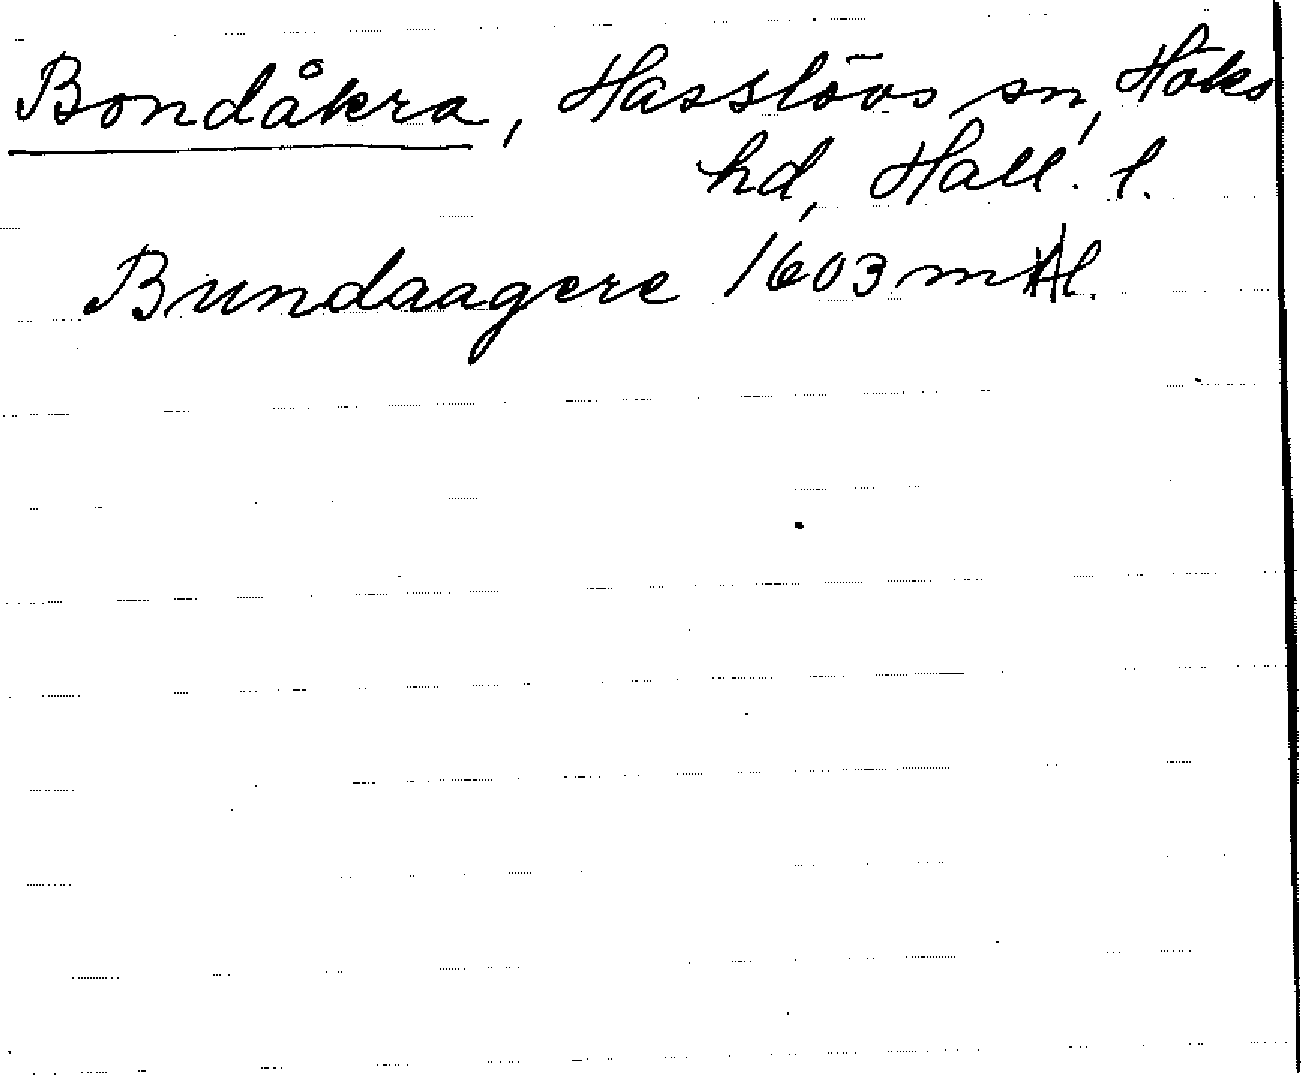 Bondåkra, Hasslövs sn, Höks
hd, Hall. l.
Bundaagere 1603 mHl.